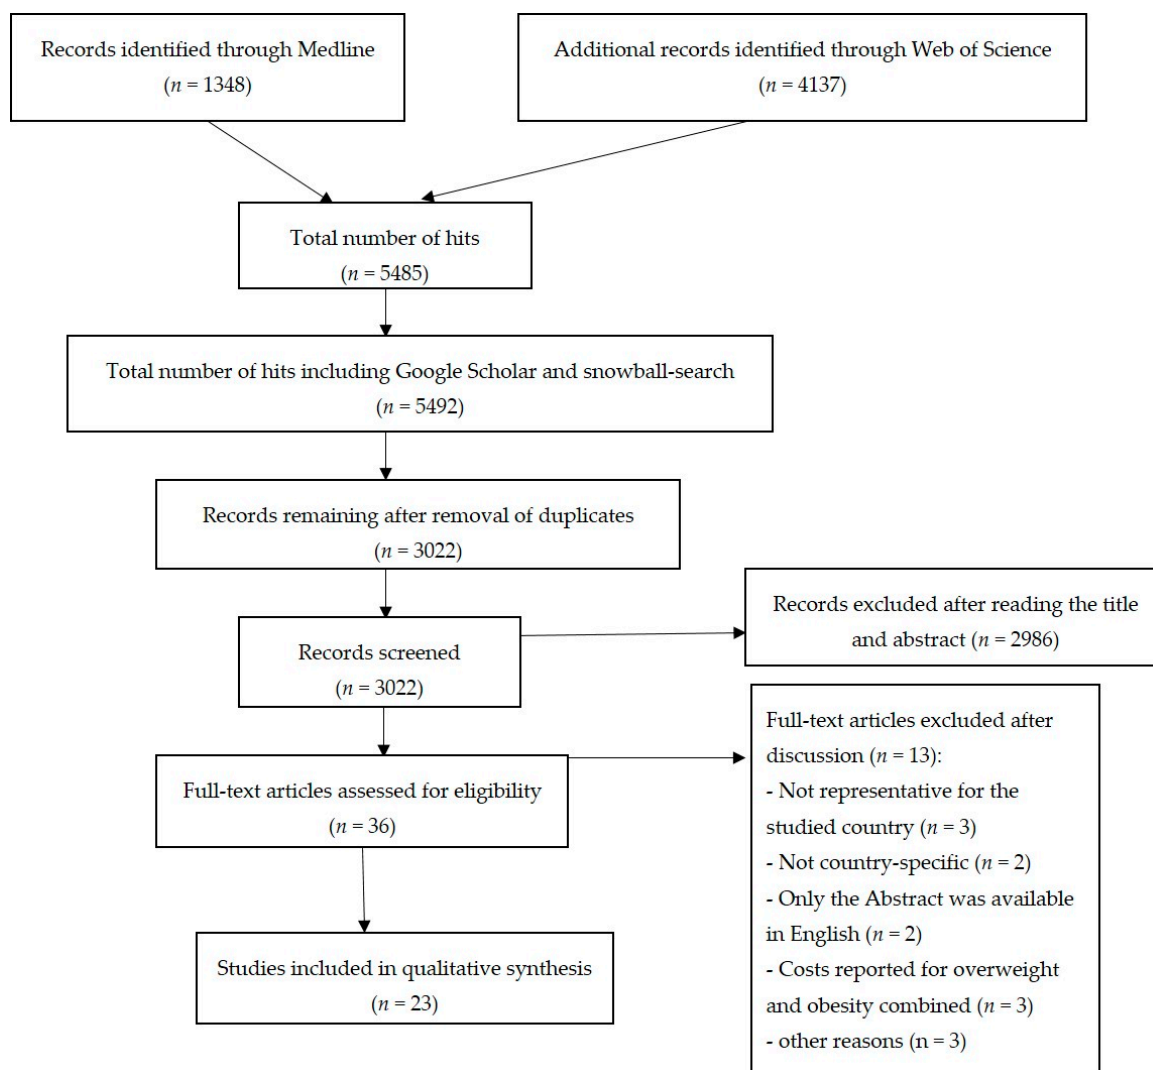 Records identified through Medline
(n = 1348)
Additional records identified through Web of Science
(n = 4137)
Total number of hits
(n = 5485)
Total number of hits including Google Scholar and snowball-search
(n = 5492)
Records remaining after removal of duplicates
(n = 3022)
Records screened
(n = 3022)
Records excluded after reading the title
and abstract (n = 2986)
Full-text articles assessed for eligibility
(n = 36)
Full-text articles excluded after
discussion (n = 13):
- Not representative for the
studied country (n = 3)
- Not country-specific (n = 2)
- Only the Abstract was available
in English (n = 2)
- Costs reported for overweight
and obesity combined (n = 3)
- other reasons (n = 3)
Studies included in qualitative synthesis
(n = 23)